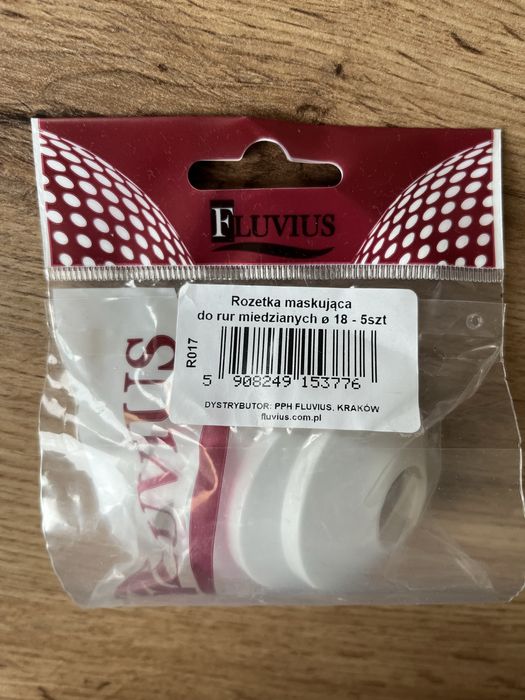 FLUVIUS
Rozetka maskująca
do rur miedzianych ø 18 - 5szt
R017
5 908249 153776
DYSTRYBUTOR: PPH FLUVIUS, KRAKÓW
fluvius.com.pl
FLUVIUS